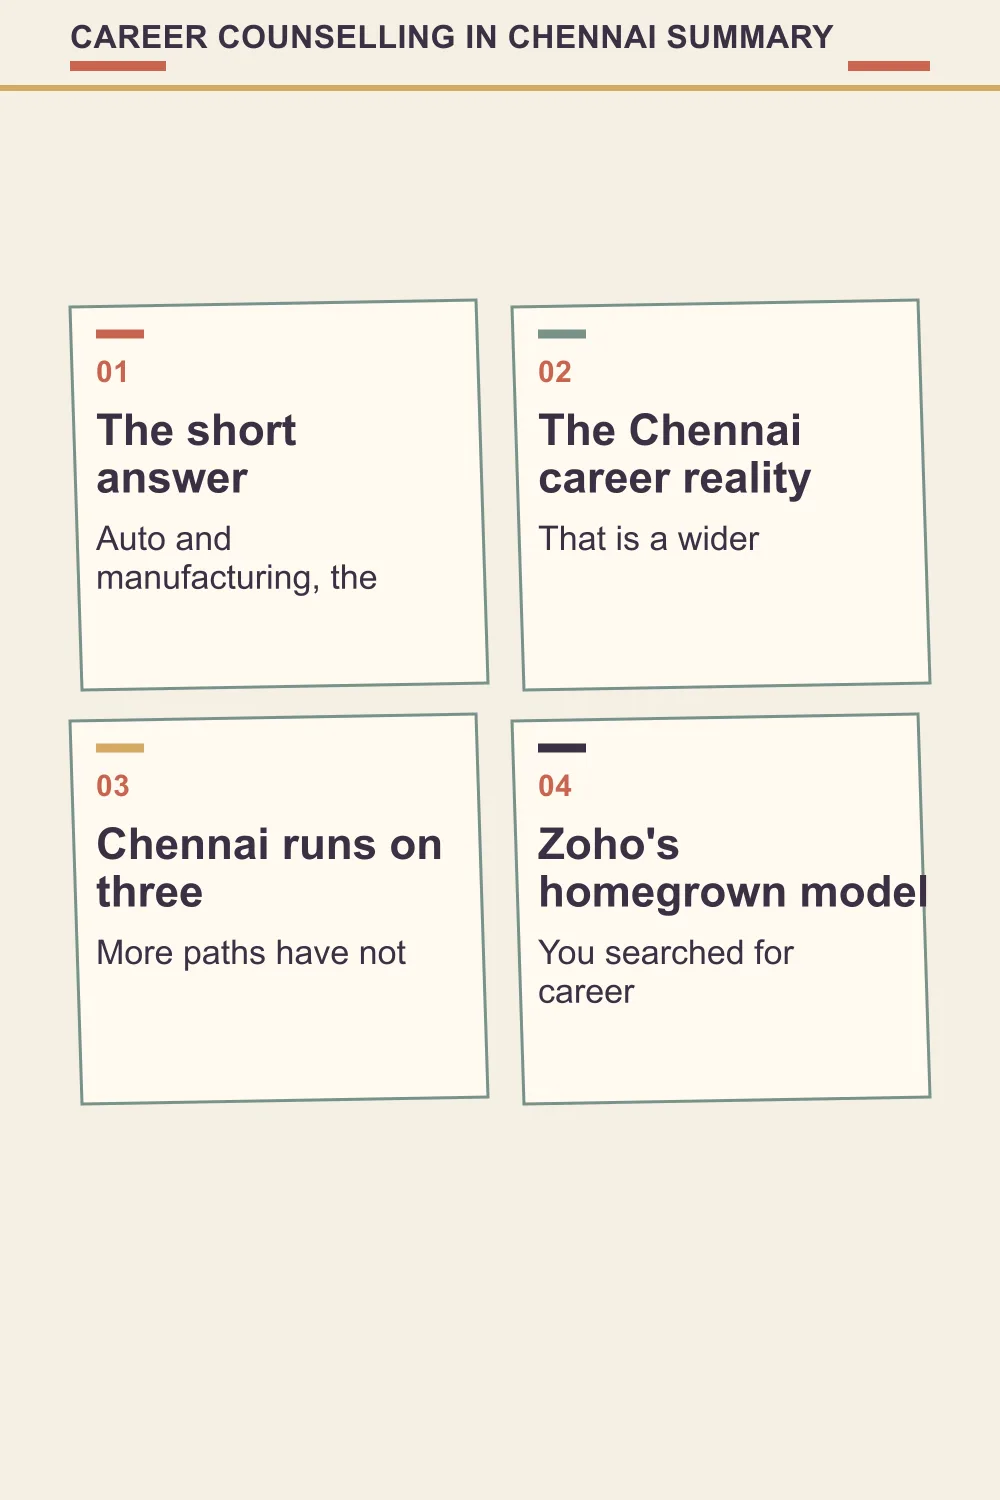 CAREER COUNSELLING IN CHENNAI SUMMARY
01
The short
answer
Auto and
manufacturing, the
02
The Chennai
career reality
That is a wider
03
Chennai runs on
three
More paths have not
04
Zoho's
homegrown model
You searched for
career